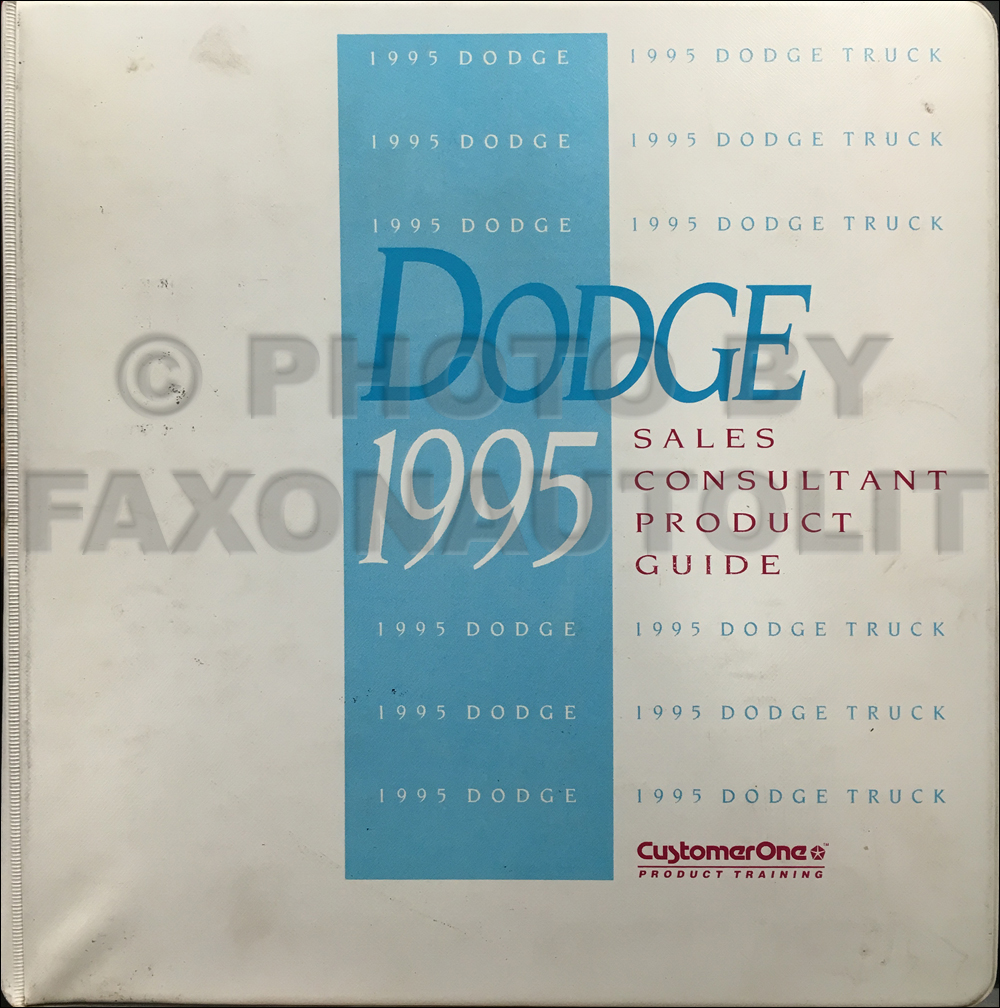 1995 DODGE 1995 DODGE TRUCK
1995 DODGE 1995 DODGE TRUCK
1995 DODGE 1995 DODGE TRUCK
DODGE
© PHOTO BY
1995
SALES
CONSULTANT
FAXONAUTOLIT
PRODUCT
GUIDE
1995 DODGE 1995 DODGE TRUCK
1995 DODGE 1995 DODGE TRUCK
1995 DODGE 1995 DODGE TRUCK
CustomerOne ™
PRODUCT TRAINING